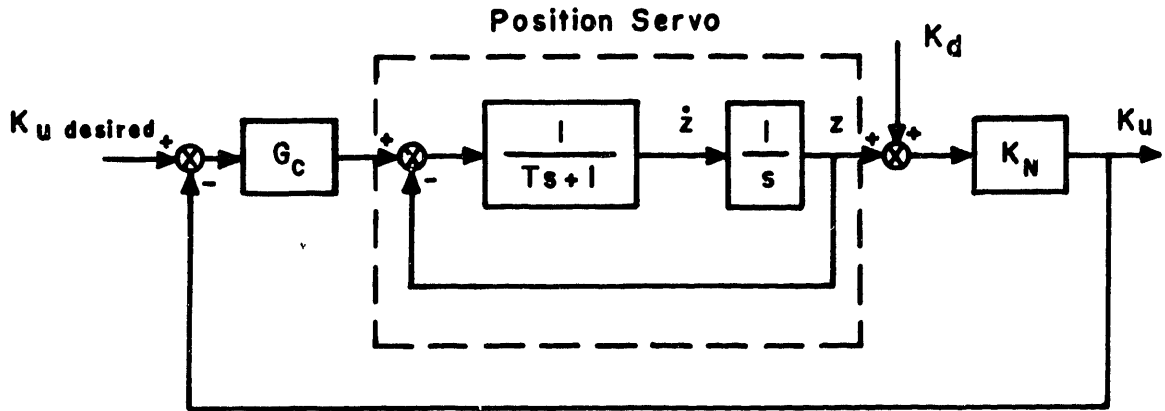 Position Servo
K_d
K_u desired
+
-
G_C
+
-
1
Ts+1
ż
1
s
z
+
+
K_N
K_u